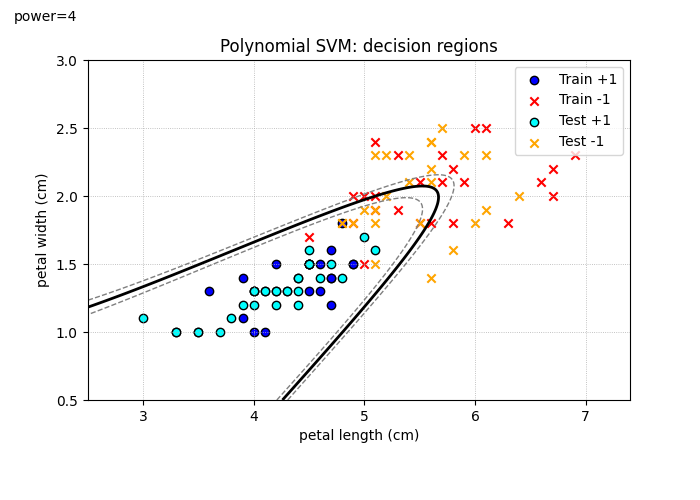 power=4
Polynomial SVM: decision regions
Train +1
Train -1
Test +1
Test -1
3.0
2.5
2.0
1.5
1.0
0.5
petal width (cm)
3 4 5 6 7
petal length (cm)